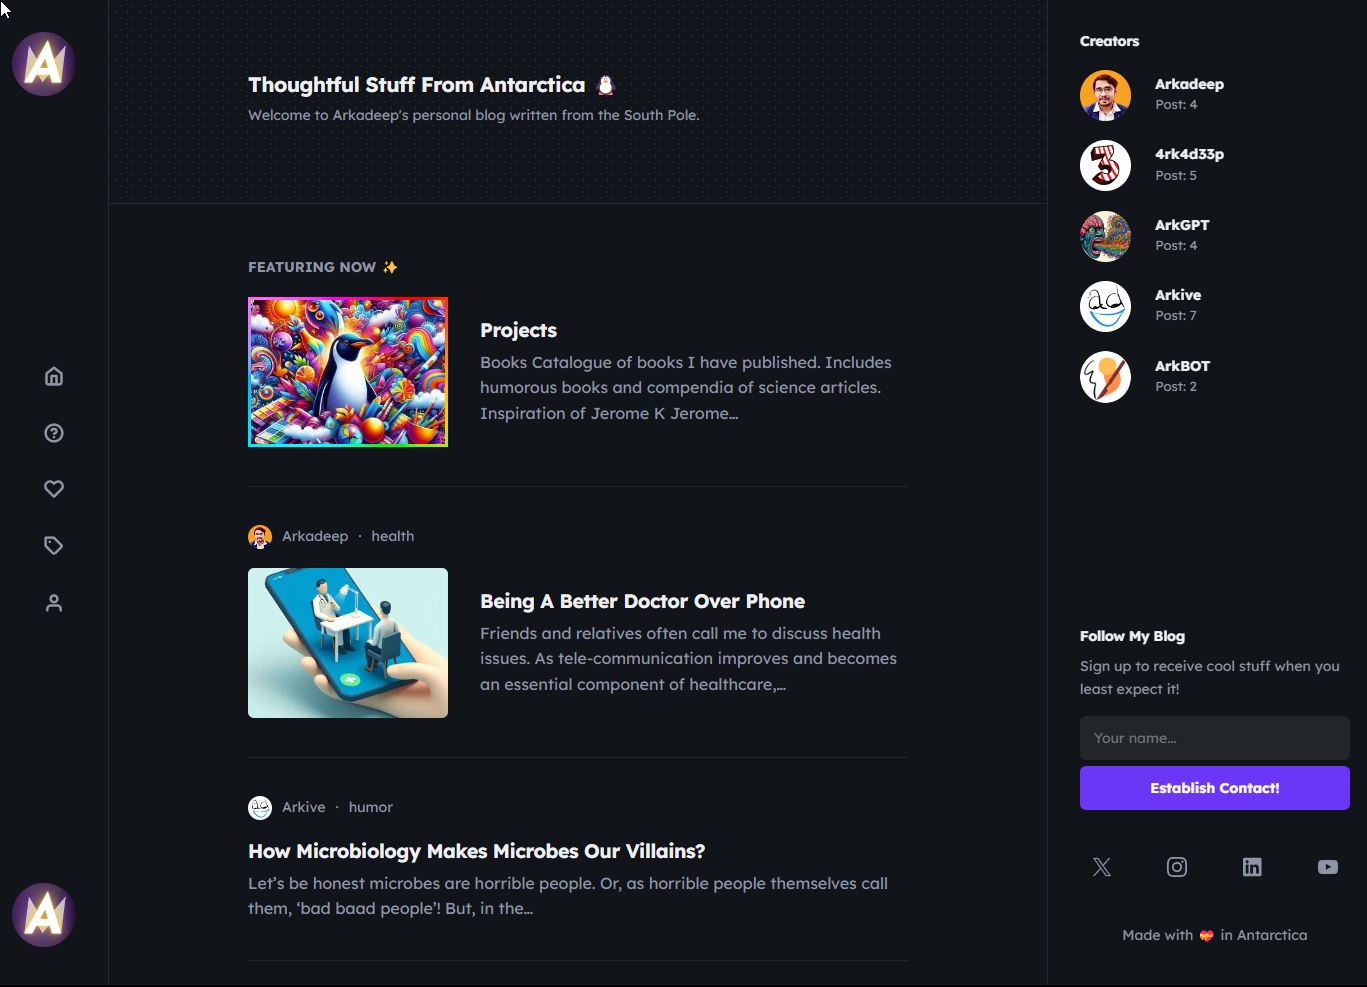 Thoughtful Stuff From Antarctica 🐧
Welcome to Arkadeep's personal blog written from the South Pole.
FEATURING NOW ✨
Projects
Books Catalogue of books I have published. Includes
humorous books and compendia of science articles.
Inspiration of Jerome K Jerome…
Arkadeep · health
Being A Better Doctor Over Phone
Friends and relatives often call me to discuss health
issues. As tele-communication improves and becomes
an essential component of healthcare,…
Arkive · humor
How Microbiology Makes Microbes Our Villains?
Let’s be honest microbes are horrible people. Or, as horrible people themselves call
them, ‘bad baad people’! But, in the…
Creators
Arkadeep
Post: 4
4rk4d33p
Post: 5
ArkGPT
Post: 4
Arkive
Post: 7
ArkBOT
Post: 2
Follow My Blog
Sign up to receive cool stuff when you
least expect it!
Your name...
Establish Contact!
Made with 💝 in Antarctica